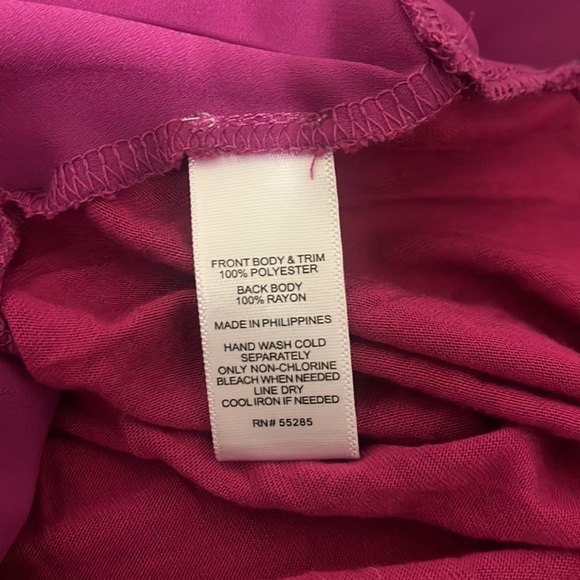 FRONT BODY & TRIM
100% POLYESTER
BACK BODY
100% RAYON
MADE IN PHILIPPINES
HAND WASH COLD
SEPARATELY
ONLY NON-CHLORINE
BLEACH WHEN NEEDED
LINE DRY
COOL IRON IF NEEDED
RN# 55285